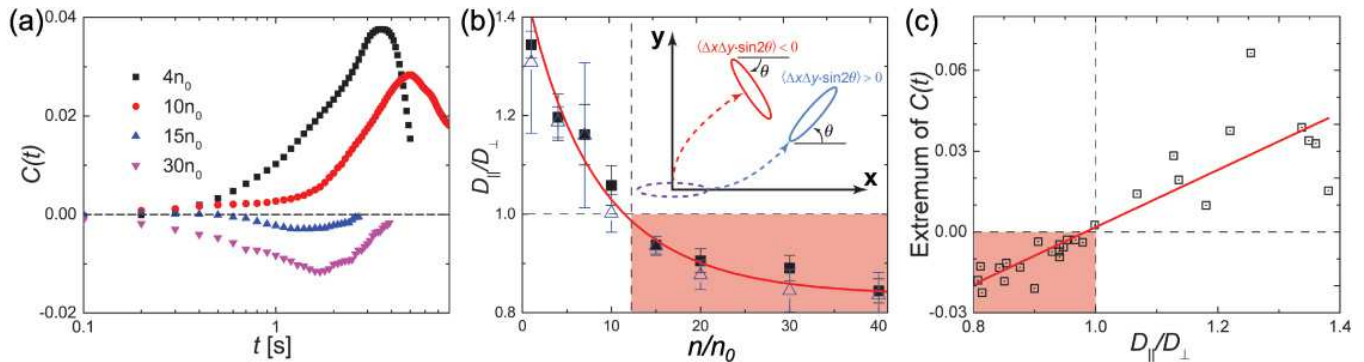 (a)
0.04
0.02
0.00
-0.02
C(t)
4n₀
10n₀
15n₀
30n₀
0.1
1
t [s]
(b)
1.4
1.2
1.0
0.8
D∥/D⊥
y
x
⟨ΔxΔy·sin2θ⟩<0
θ
⟨ΔxΔy·sin2θ⟩>0
θ
0
10
20
30
40
n/n₀
(c)
0.06
0.03
0.00
-0.03
Extremum of C(t)
0.8
1.0
1.2
1.4
D∥/D⊥